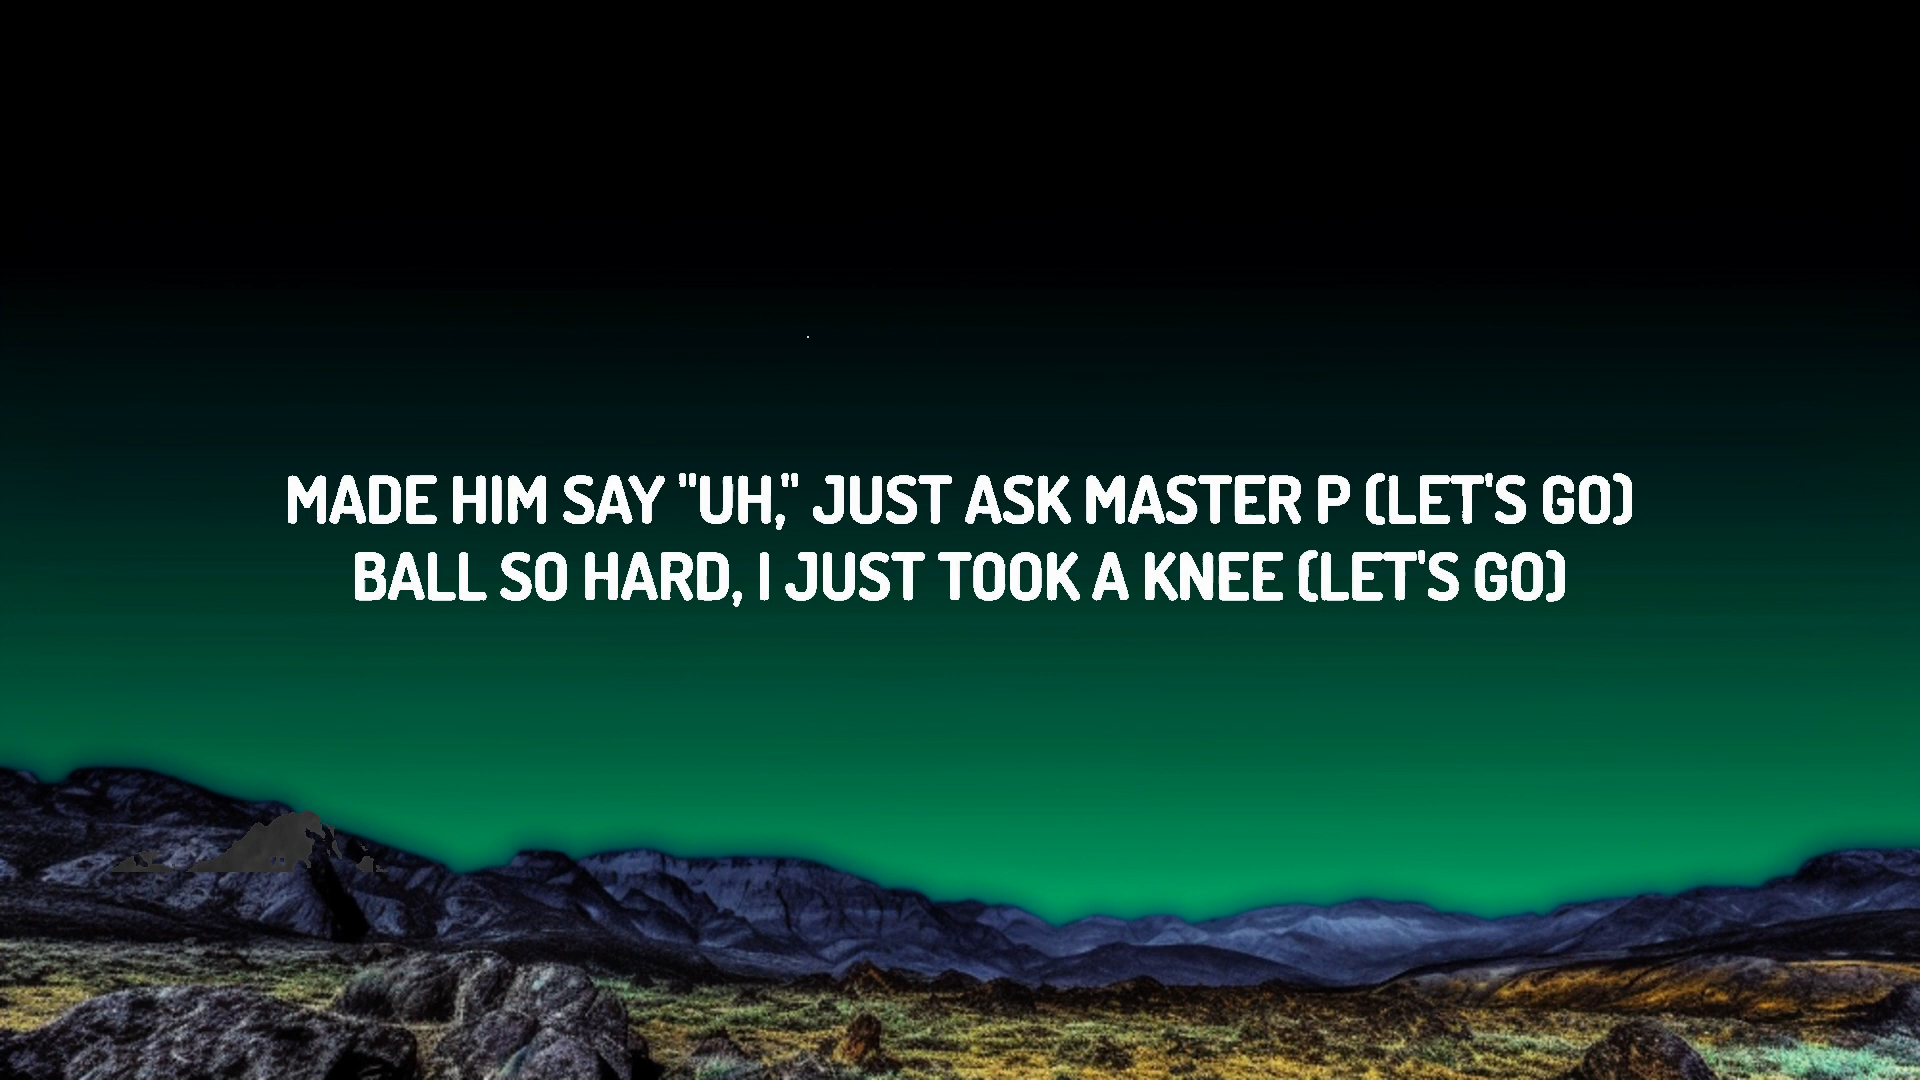 MADE HIM SAY "UH," JUST ASK MASTER P (LET'S GO)
BALL SO HARD, I JUST TOOK A KNEE (LET'S GO)